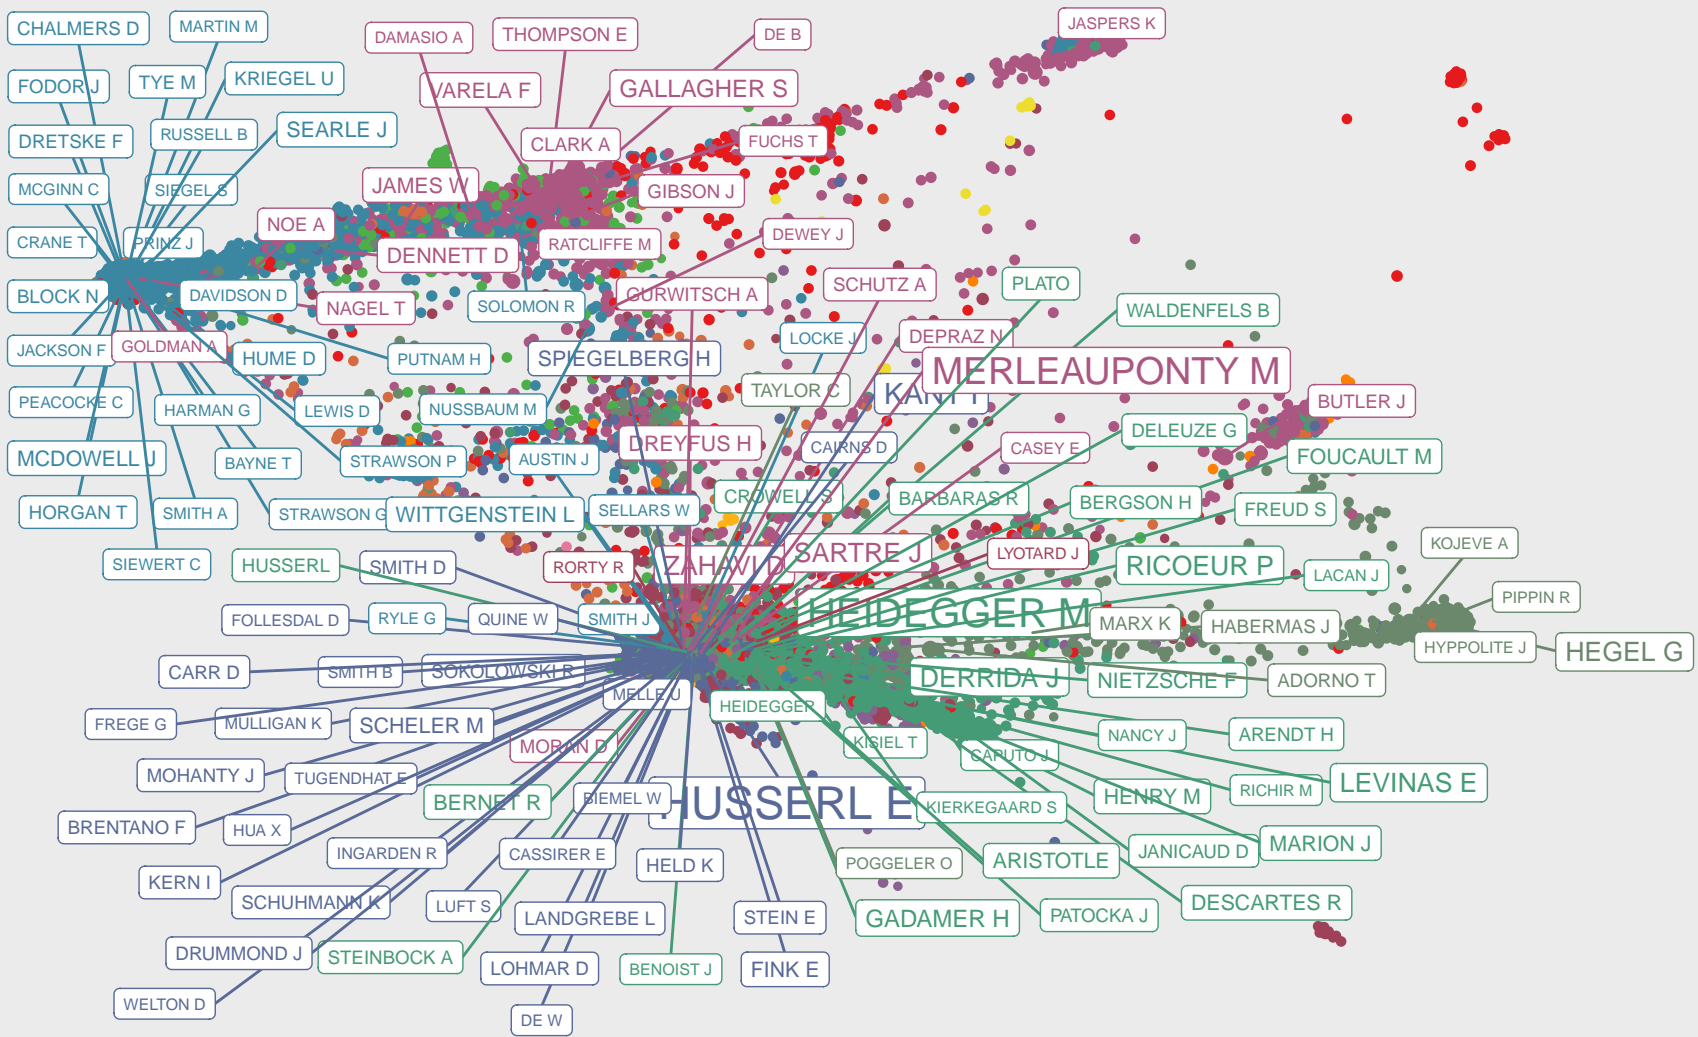 CHALMERS D
MARTIN M
DAMASIO A
THOMPSON E
DE B
JASPERS K
FODOR J
TYE M
KRIEGEL U
VARELA F
GALLAGHER S
DRETSKE F
RUSSELL B
SEARLE J
CLARK A
FUCHS T
MCGINN C
SIEGEL S
JAMES W
GIBSON J
CRANE T
PRINZ J
NOE A
DENNETT D
RATCLIFFE M
DEWEY J
BLOCK N
DAVIDSON D
NAGEL T
SOLOMON R
GURWITSCH A
SCHUTZ A
PLATO
WALDENFELS B
JACKSON F
GOLDMAN A
HUME D
PUTNAM H
SPIEGELBERG H
LOCKE J
DEPRAZ N
MERLEAUPONTY M
PEACOCKE C
HARMAN G
LEWIS D
NUSSBAUM M
TAYLOR C
KANT I
BUTLER J
MCDOWELL J
BAYNE T
STRAWSON P
AUSTIN J
DREYFUS H
CAIRNS D
CASEY E
DELEUZE G
FOUCAULT M
HORGAN T
SMITH A
STRAWSON G
WITTGENSTEIN L
SELLARS W
CROWELL S
BARBARAS R
BERGSON H
FREUD S
SIEWERT C
HUSSERL
SMITH D
RORTY R
ZAHAVI D
SARTRE J
LYOTARD J
RICOEUR P
LACAN J
KOJEVE A
FOLLESDAL D
RYLE G
QUINE W
SMITH J
HEIDEGGER M
MARX K
HABERMAS J
PIPPIN R
HYPPOLITE J
HEGEL G
CARR D
SMITH B
SOKOLOWSKI R
MELLE U
DERRIDA J
NIETZSCHE F
ADORNO T
FREGE G
MULLIGAN K
SCHELER M
HEIDEGGER
MORAN D
KISIEL T
CAPUTO J
NANCY J
ARENDT H
MOHANTY J
TUGENDHAT E
BERNET R
BIEMEL W
HUSSERL E
KIERKEGAARD S
HENRY M
RICHIR M
LEVINAS E
BRENTANO F
HUA X
INGARDEN R
CASSIRER E
HELD K
POGGELER O
ARISTOTLE
JANICAUD D
MARION J
KERN I
SCHUHMANN K
LUFT S
LANDGREBE L
STEIN E
GADAMER H
PATOCKA J
DESCARTES R
DRUMMOND J
STEINBOCK A
LOHMAR D
BENOIST J
FINK E
WELTON D
DE W